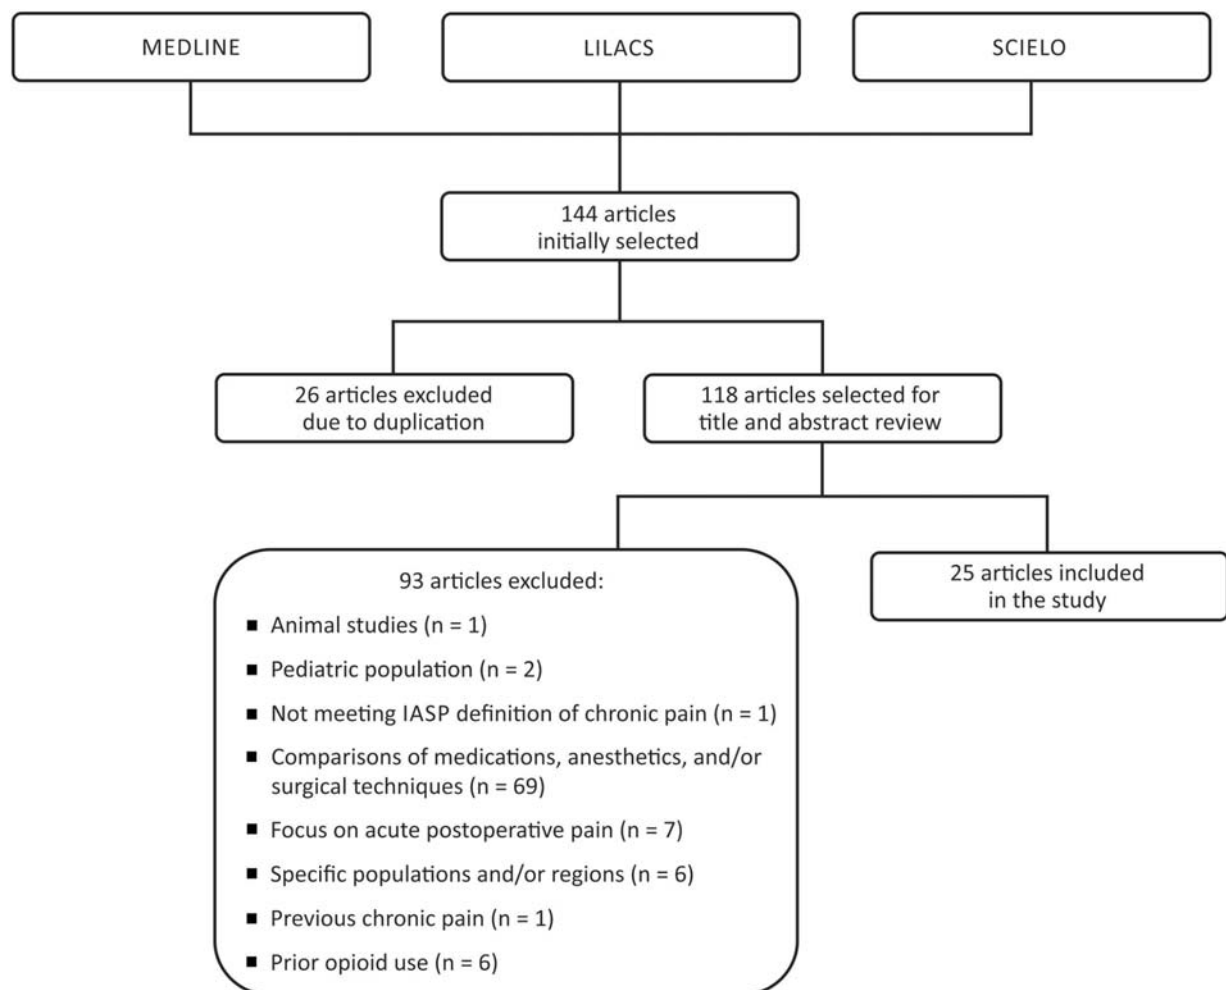 MEDLINE
LILACS
SCIELO
144 articles
initially selected
26 articles excluded
due to duplication
118 articles selected for
title and abstract review
93 articles excluded:
■ Animal studies (n = 1)
■ Pediatric population (n = 2)
■ Not meeting IASP definition of chronic pain (n = 1)
■ Comparisons of medications, anesthetics, and/or
surgical techniques (n = 69)
■ Focus on acute postoperative pain (n = 7)
■ Specific populations and/or regions (n = 6)
■ Previous chronic pain (n = 1)
■ Prior opioid use (n = 6)
25 articles included
in the study